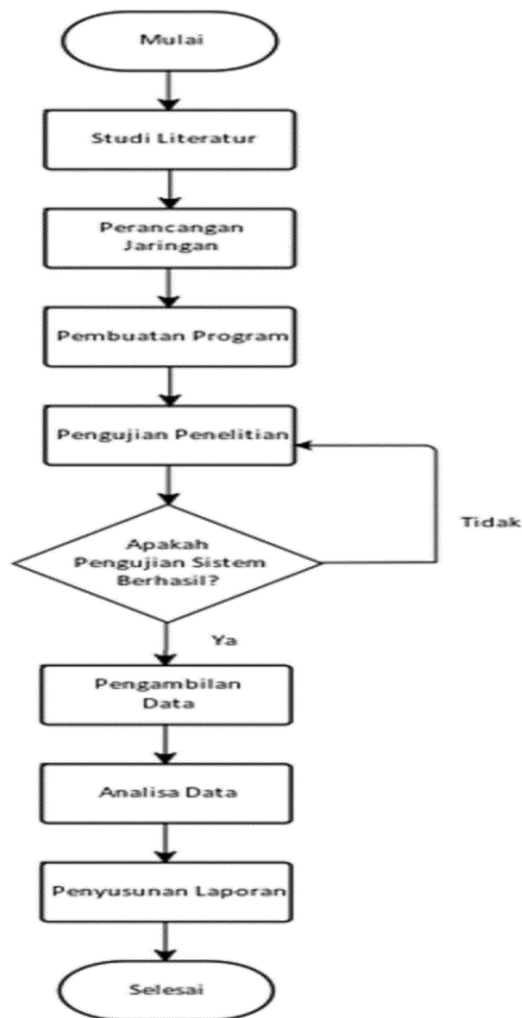 Mulai
Studi Literatur
Perancangan
Jaringan
Pembuatan Program
Pengujian Penelitian
Tidak
Apakah
Pengujian Sistem
Berhasil?
Ya
Pengambilan
Data
Analisa Data
Penyusunan Laporan
Selesai